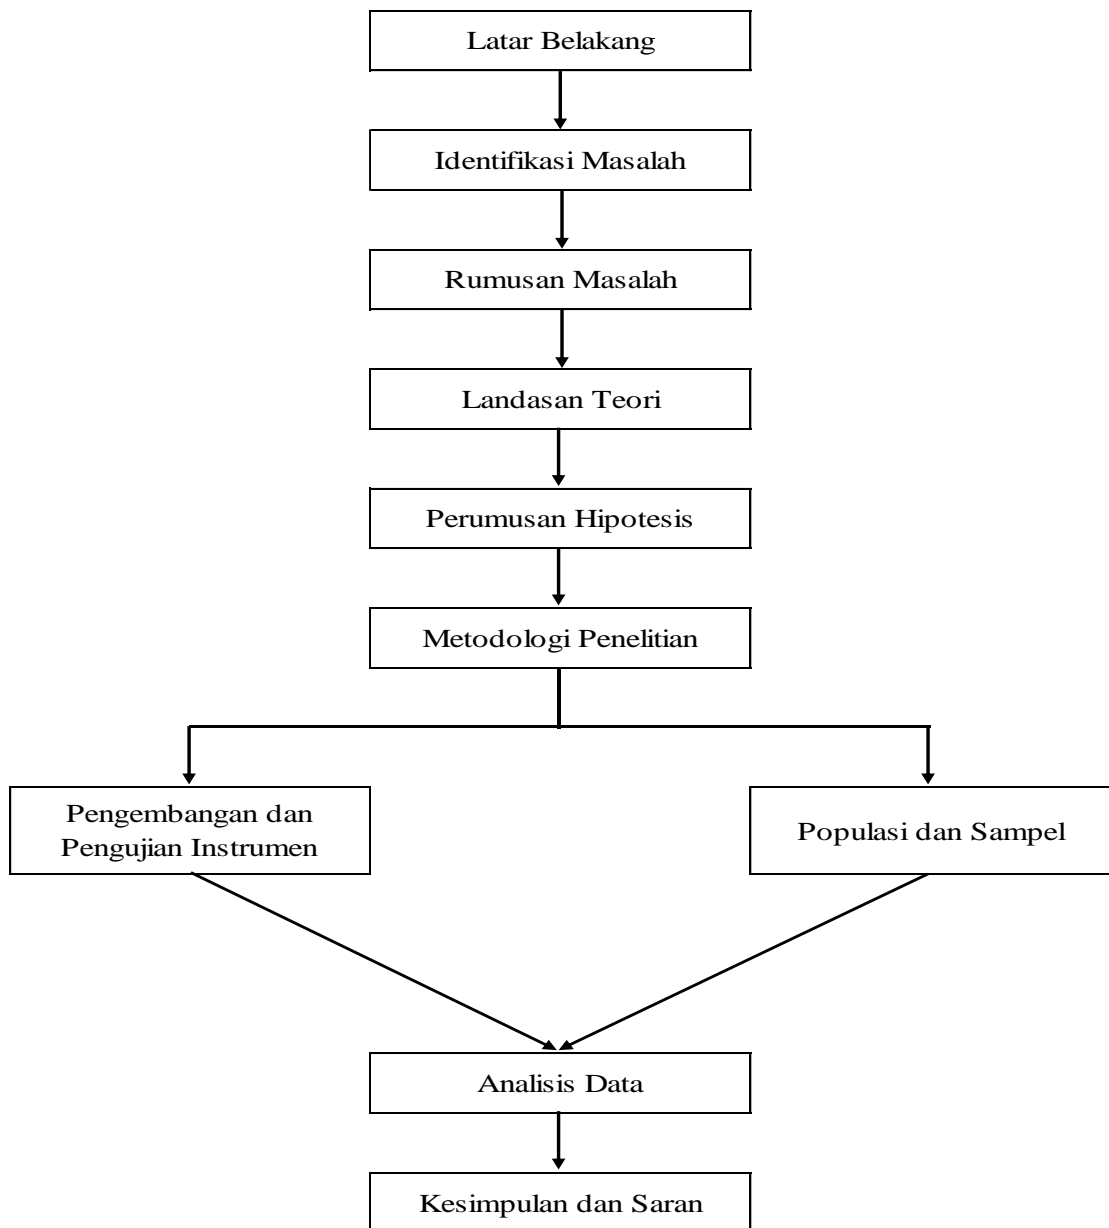 Latar Belakang
Identifikasi Masalah
Rumusan Masalah
Landasan Teori
Perumusan Hipotesis
Metodologi Penelitian
Pengembangan dan
Pengujian Instrumen
Populasi dan Sampel
Analisis Data
Kesimpulan dan Saran